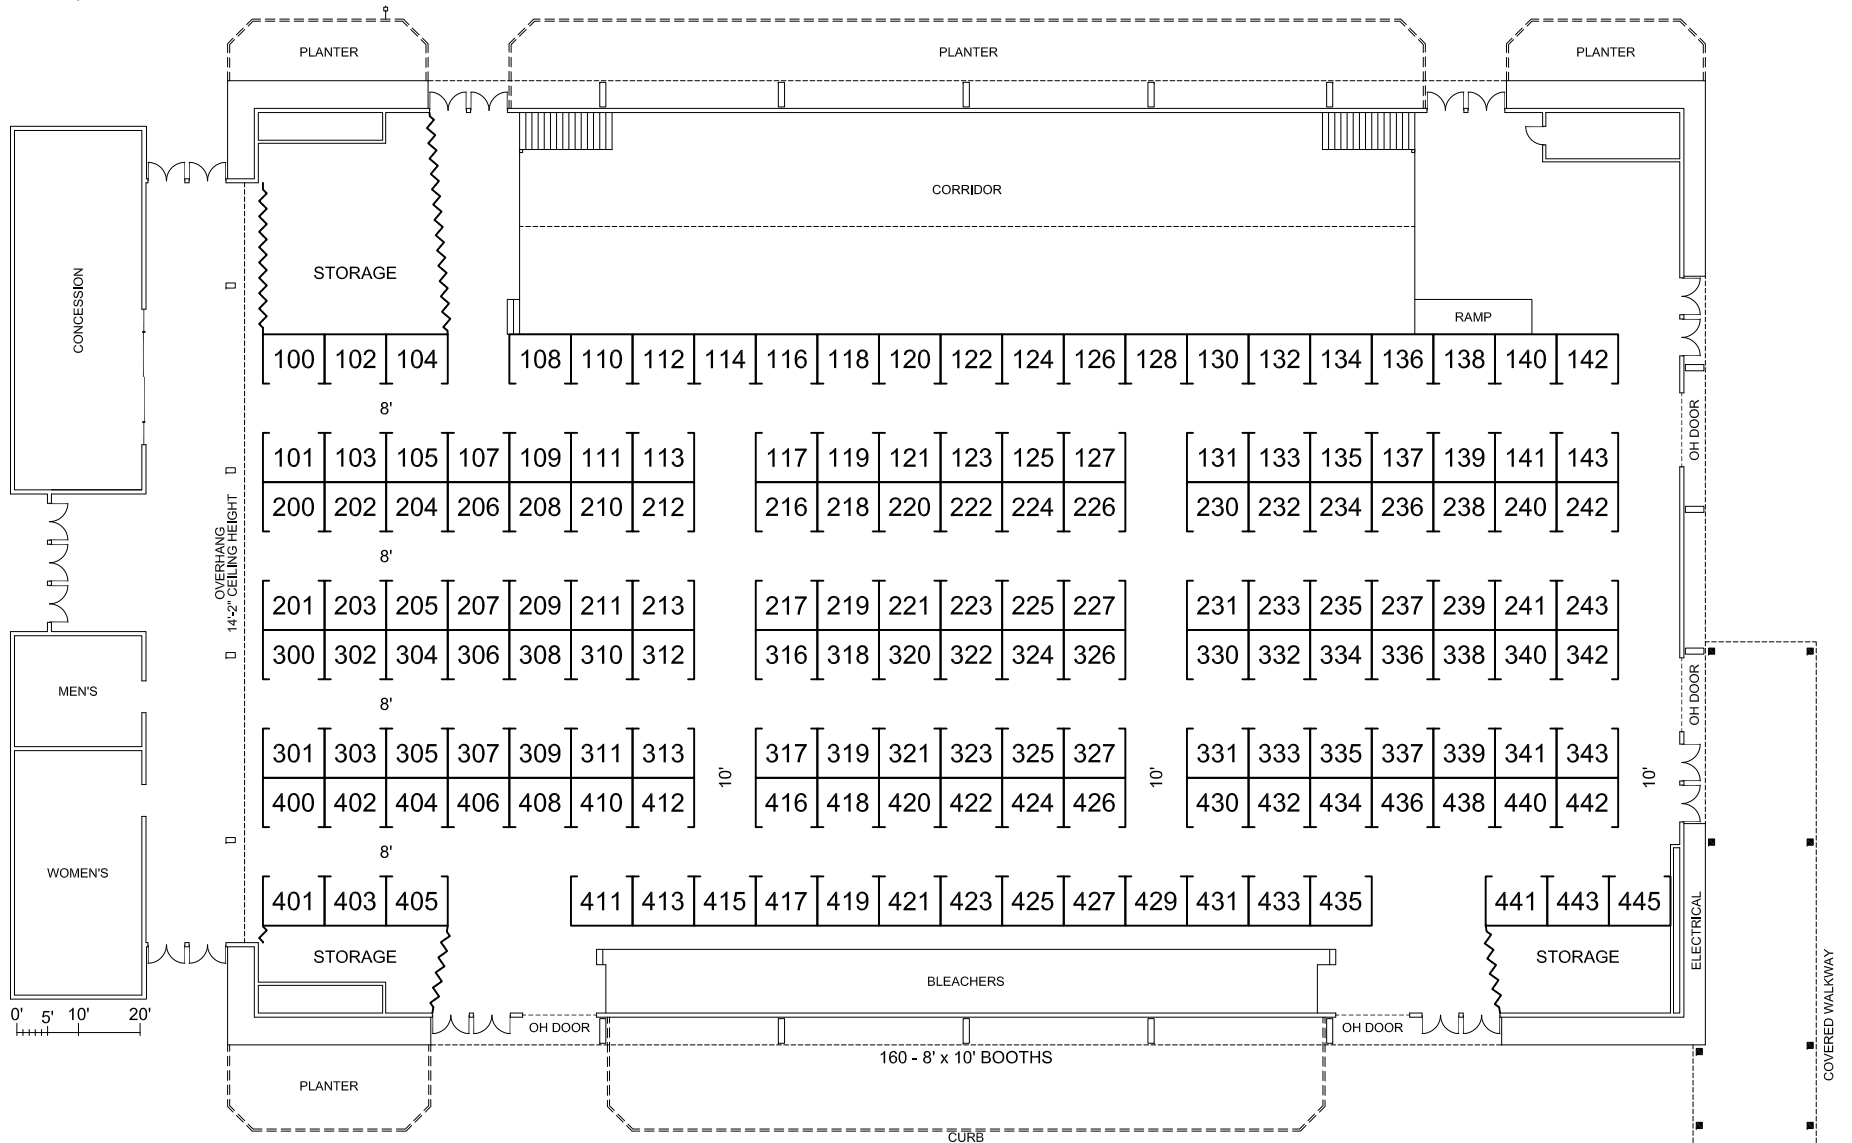 PLANTER
PLANTER
PLANTER
CORRIDOR
STORAGE
CONCESSION
RAMP
100 102 104 108 110 112 114 116 118 120 122 124 126 128 130 132 134 136 138 140 142
8'
OH DOOR
101 103 105 107 109 111 113 117 119 121 123 125 127 131 133 135 137 139 141 143
200 202 204 206 208 210 212 216 218 220 222 224 226 230 232 234 236 238 240 242
8'
OVERHANG
14'-2" CEILING HEIGHT
201 203 205 207 209 211 213 217 219 221 223 225 227 231 233 235 237 239 241 243
300 302 304 306 308 310 312 316 318 320 322 324 326 330 332 334 336 338 340 342
MEN'S
8'
OH DOOR
301 303 305 307 309 311 313 317 319 321 323 325 327 331 333 335 337 339 341 343
10' 10' 10'
400 402 404 406 408 410 412 416 418 420 422 424 426 430 432 434 436 438 440 442
8'
WOMEN'S
401 403 405 411 413 415 417 419 421 423 425 427 429 431 433 435 441 443 445
ELECTRICAL
STORAGE
STORAGE
BLEACHERS
0' 5' 10' 20'
OH DOOR
OH DOOR
COVERED WALKWAY
160 - 8' x 10' BOOTHS
PLANTER
CURB